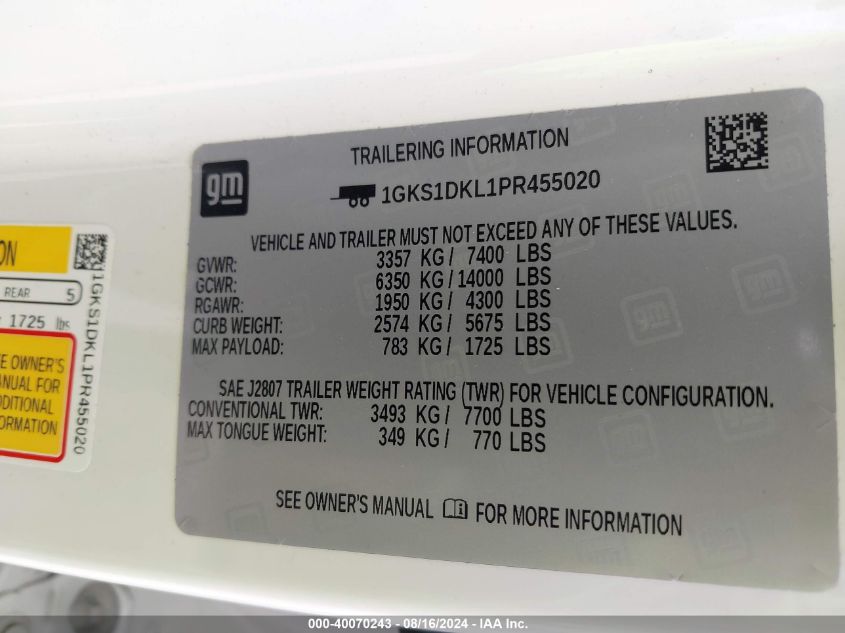 ON
REAR 5
1725 lbs
E OWNER'S
ANUAL FOR
DDITIONAL
FORMATION
1GKS1DKL1PR455020
gm
TRAILERING INFORMATION
1GKS1DKL1PR455020
VEHICLE AND TRAILER MUST NOT EXCEED ANY OF THESE VALUES.
GVWR: 3357 KG / 7400 LBS
GCWR: 6350 KG / 14000 LBS
RGAWR: 1950 KG / 4300 LBS
CURB WEIGHT: 2574 KG / 5675 LBS
MAX PAYLOAD: 783 KG / 1725 LBS
SAE J2807 TRAILER WEIGHT RATING (TWR) FOR VEHICLE CONFIGURATION.
CONVENTIONAL TWR: 3493 KG / 7700 LBS
MAX TONGUE WEIGHT: 349 KG / 770 LBS
SEE OWNER'S MANUAL FOR MORE INFORMATION
000-40070243 - 08/16/2024 - IAA Inc.